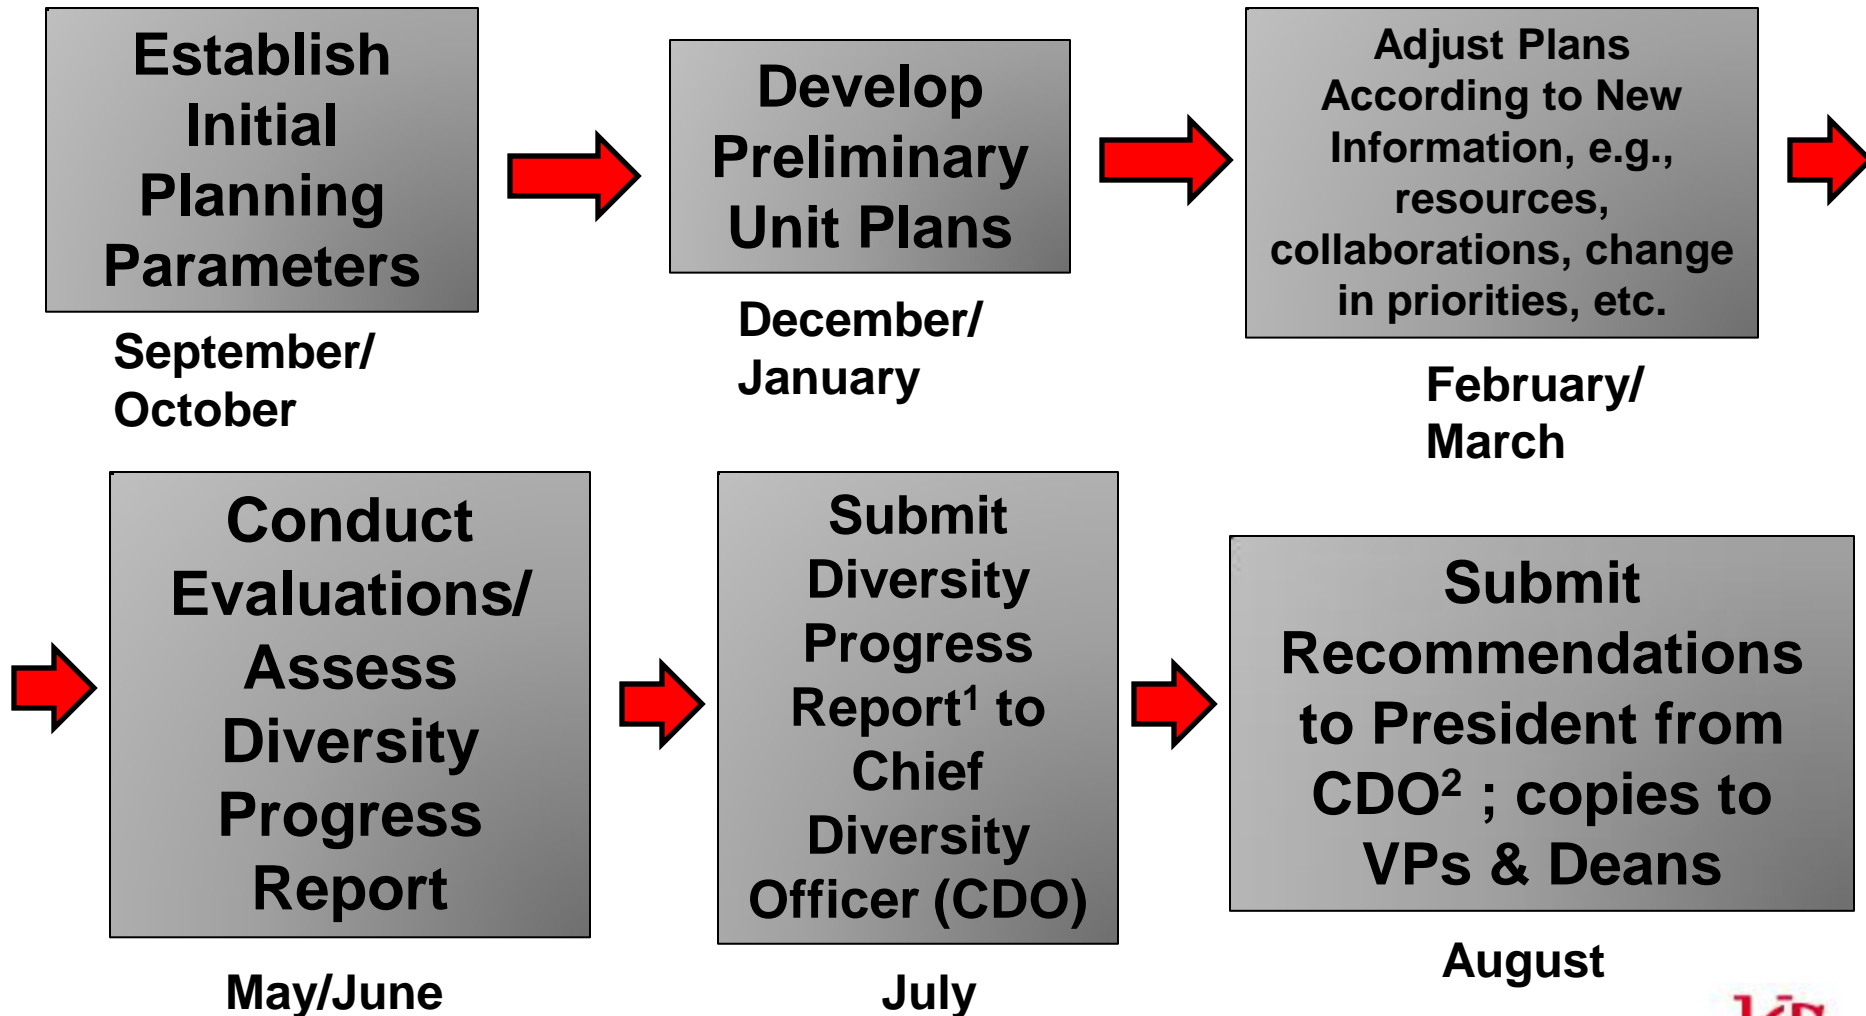 Establish
Initial
Planning
Parameters
September/
October
Develop
Preliminary
Unit Plans
December/
January
Adjust Plans
According to New
Information, e.g.,
resources,
collaborations, change
in priorities, etc.
February/
March
Conduct
Evaluations/
Assess
Diversity
Progress
Report
May/June
Submit
Diversity
Progress
Report¹ to
Chief
Diversity
Officer (CDO)
July
Submit
Recommendations
to President from
CDO² ; copies to
VPs & Deans
August